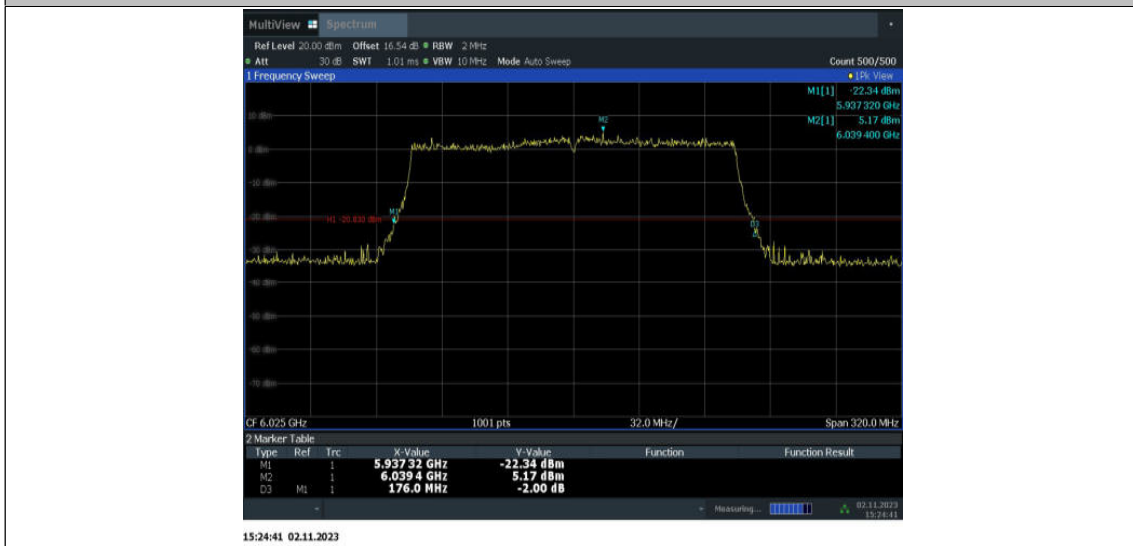 MultiView Spectrum
Ref Level 20.00 dBm Offset 16.54 dB RBW 2 MHz
Att 30 dB SWT 1.01 ms VBW 10 MHz Mode Auto Sweep Count 500/500
1 Frequency Sweep 1Pk View
M1[1] -22.34 dBm
5.937320 GHz
M2[1] 5.17 dBm
6.039400 GHz
10 dBm
M2
0 dBm
-10 dBm
M1
-20 dBm
H1 -20.830 dBm
D3
-30 dBm
-40 dBm
-50 dBm
-60 dBm
-70 dBm
CF 6.025 GHz 1001 pts 32.0 MHz/ Span 320.0 MHz
2 Marker Table
Type Ref Trc X-Value Y-Value Function Function Result
M1 1 5.937 32 GHz -22.34 dBm
M2 1 6.039 4 GHz 5.17 dBm
D3 M1 1 176.0 MHz -2.00 dB
Measuring... 02.11.2023
15:24:41
15:24:41 02.11.2023